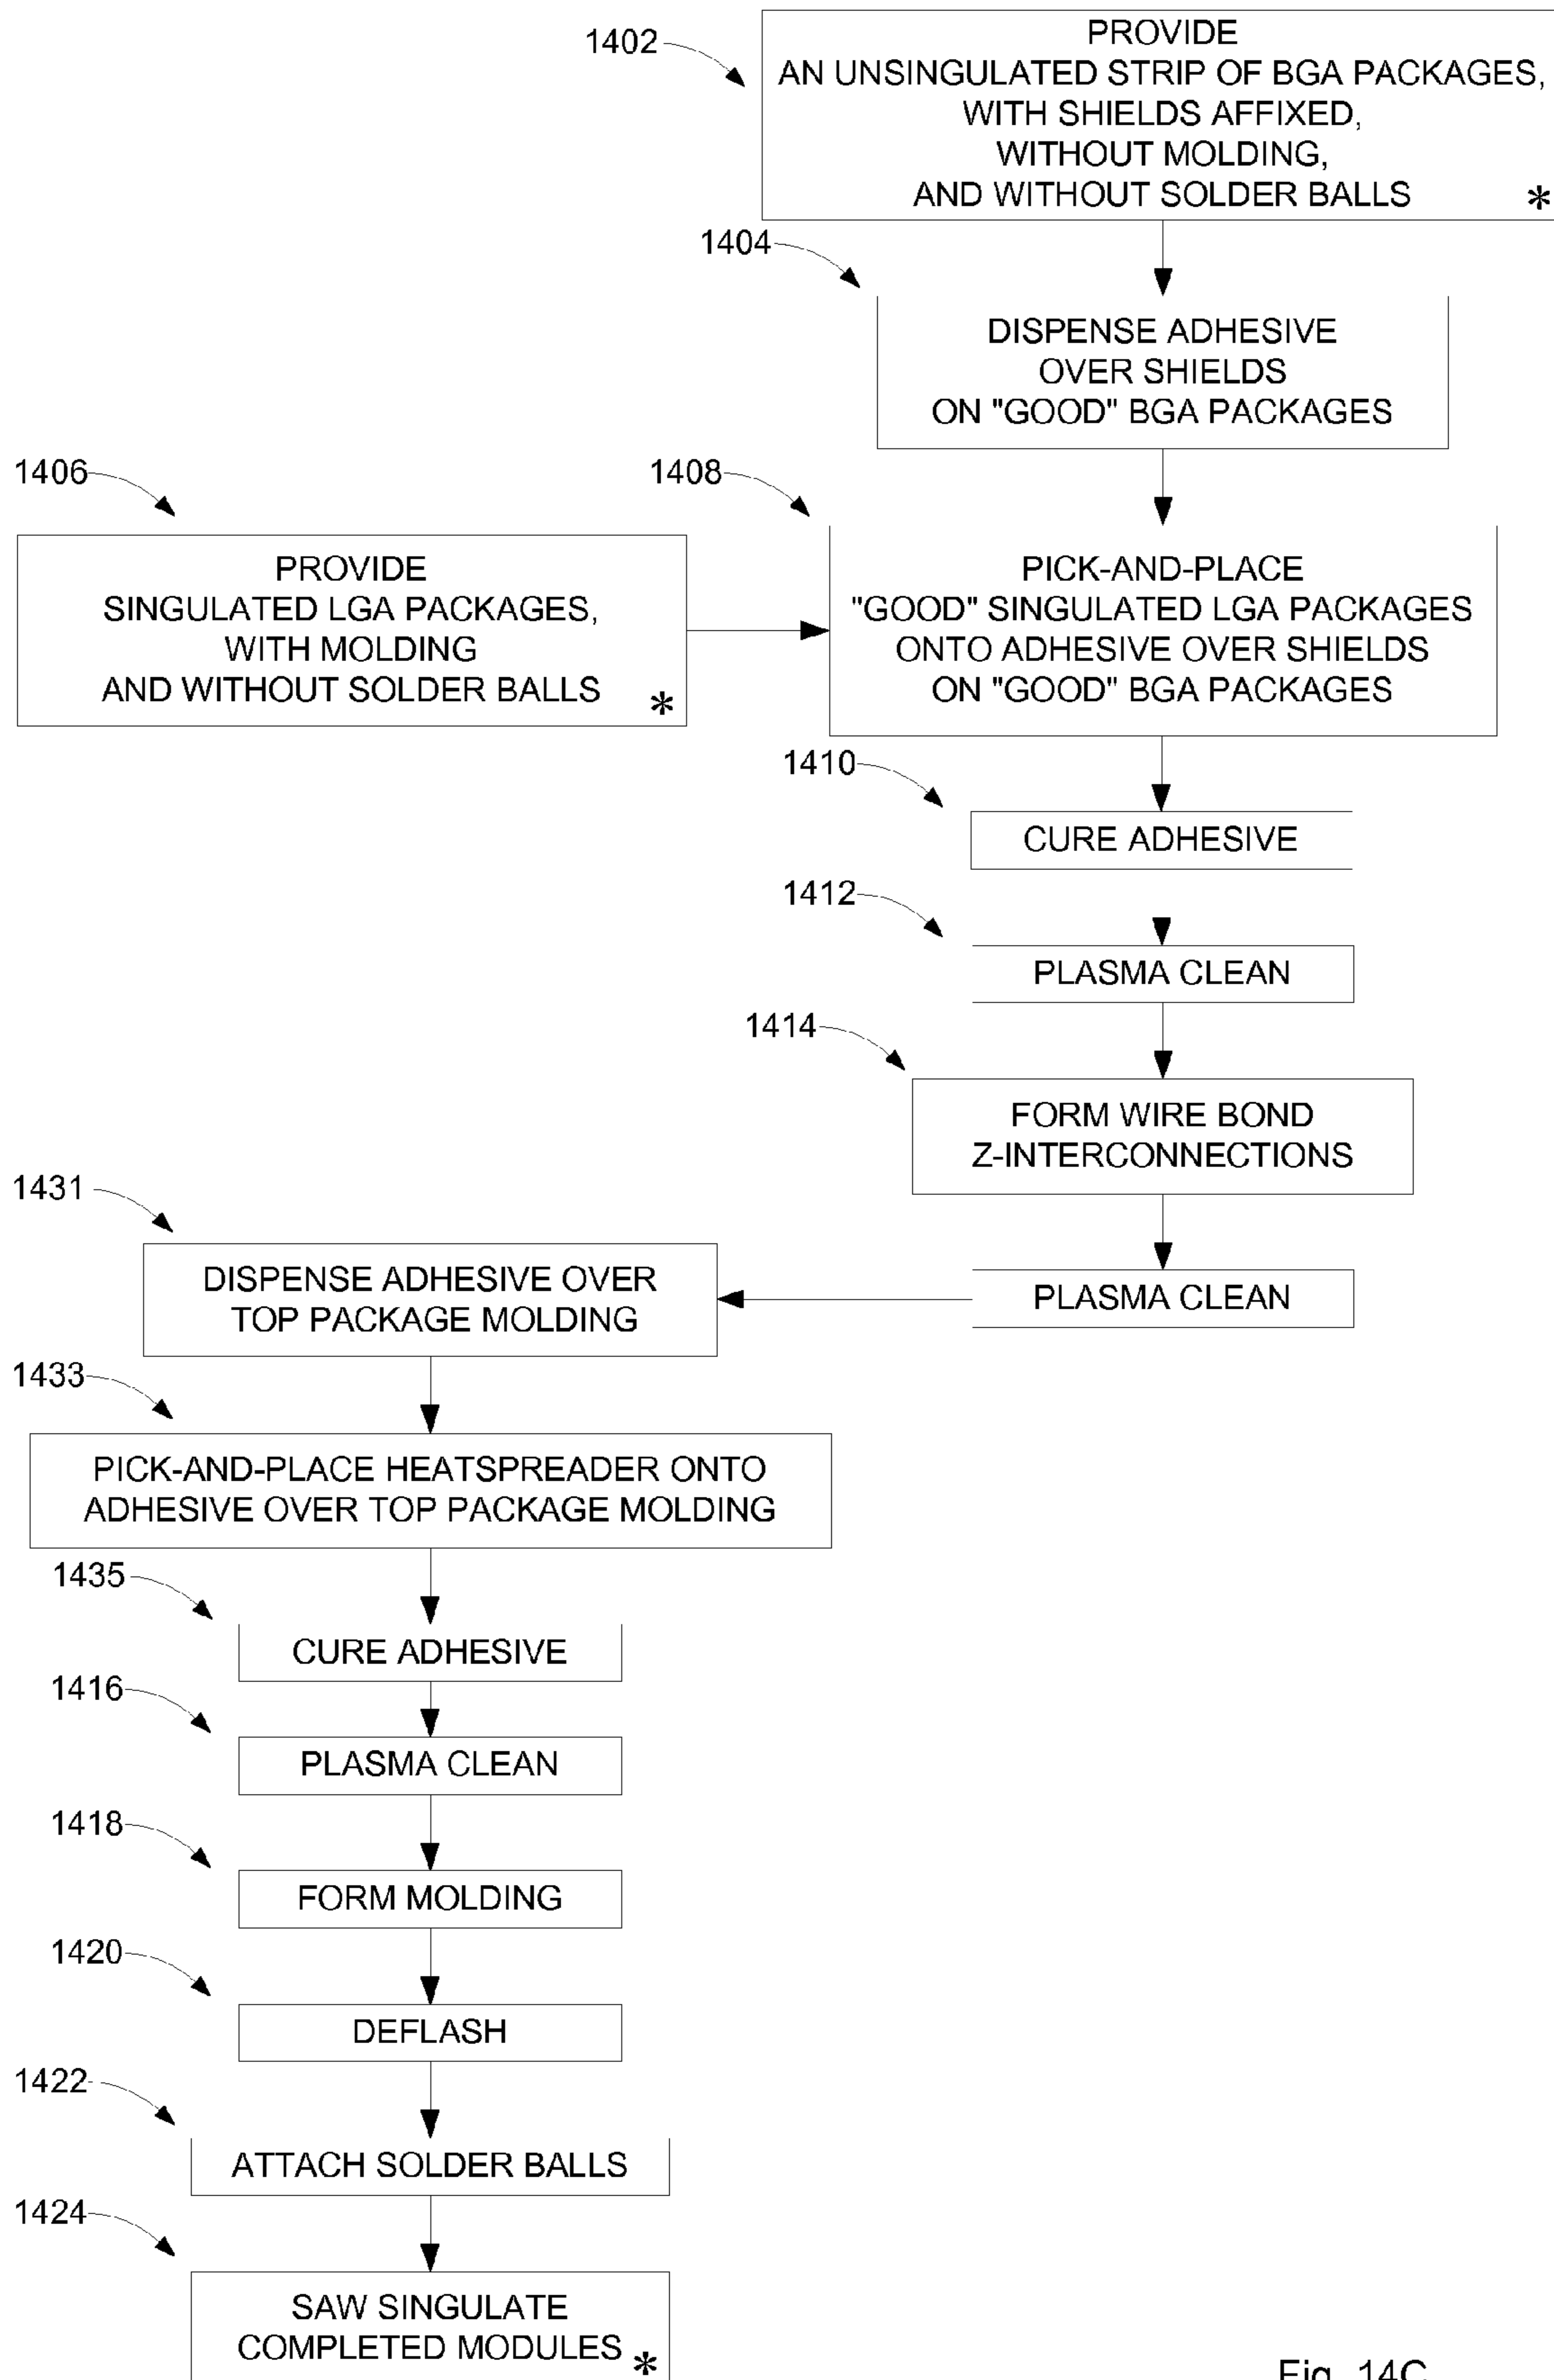 1402
PROVIDE
AN UNSINGULATED STRIP OF BGA PACKAGES,
WITH SHIELDS AFFIXED,
WITHOUT MOLDING,
AND WITHOUT SOLDER BALLS *
1404
DISPENSE ADHESIVE
OVER SHIELDS
ON "GOOD" BGA PACKAGES
1406
PROVIDE
SINGULATED LGA PACKAGES,
WITH MOLDING
AND WITHOUT SOLDER BALLS *
1408
PICK-AND-PLACE
"GOOD" SINGULATED LGA PACKAGES
ONTO ADHESIVE OVER SHIELDS
ON "GOOD" BGA PACKAGES
1410
CURE ADHESIVE
1412
PLASMA CLEAN
1414
FORM WIRE BOND
Z-INTERCONNECTIONS
PLASMA CLEAN
1431
DISPENSE ADHESIVE OVER
TOP PACKAGE MOLDING
1433
PICK-AND-PLACE HEATSPREADER ONTO
ADHESIVE OVER TOP PACKAGE MOLDING
1435
CURE ADHESIVE
1416
PLASMA CLEAN
1418
FORM MOLDING
1420
DEFLASH
1422
ATTACH SOLDER BALLS
1424
SAW SINGULATE
COMPLETED MODULES *
Fig. 14C